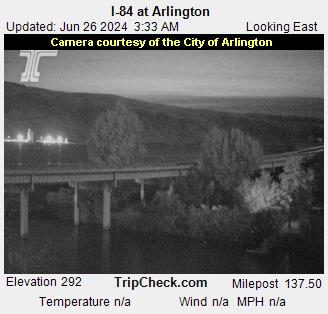 I-84 at Arlington
Updated: Jun 26 2024 3:33 AM Looking East
Camera courtesy of the City of Arlington
Elevation 292 TripCheck.com Milepost 137.50
Temperature n/a Wind n/a MPH n/a